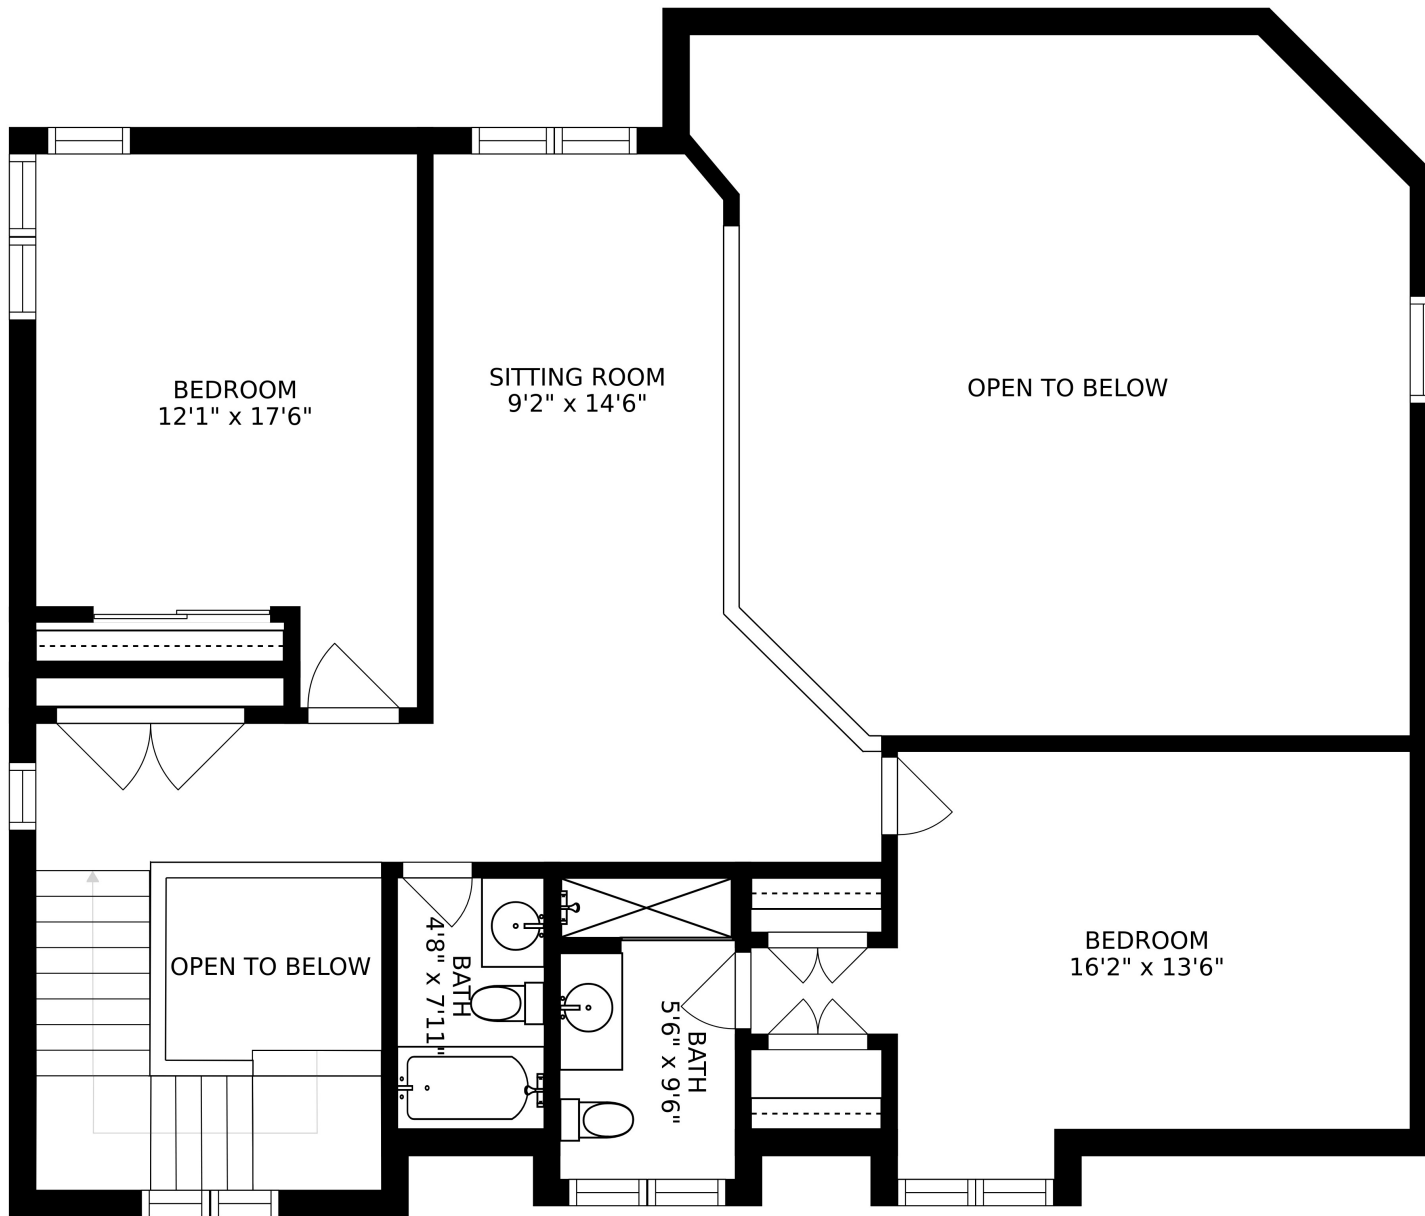 BEDROOM
12'1" x 17'6"
SITTING ROOM
9'2" x 14'6"
OPEN TO BELOW
OPEN TO BELOW
BATH
4'8" x 7'11"
BATH
5'6" x 9'6"
BEDROOM
16'2" x 13'6"